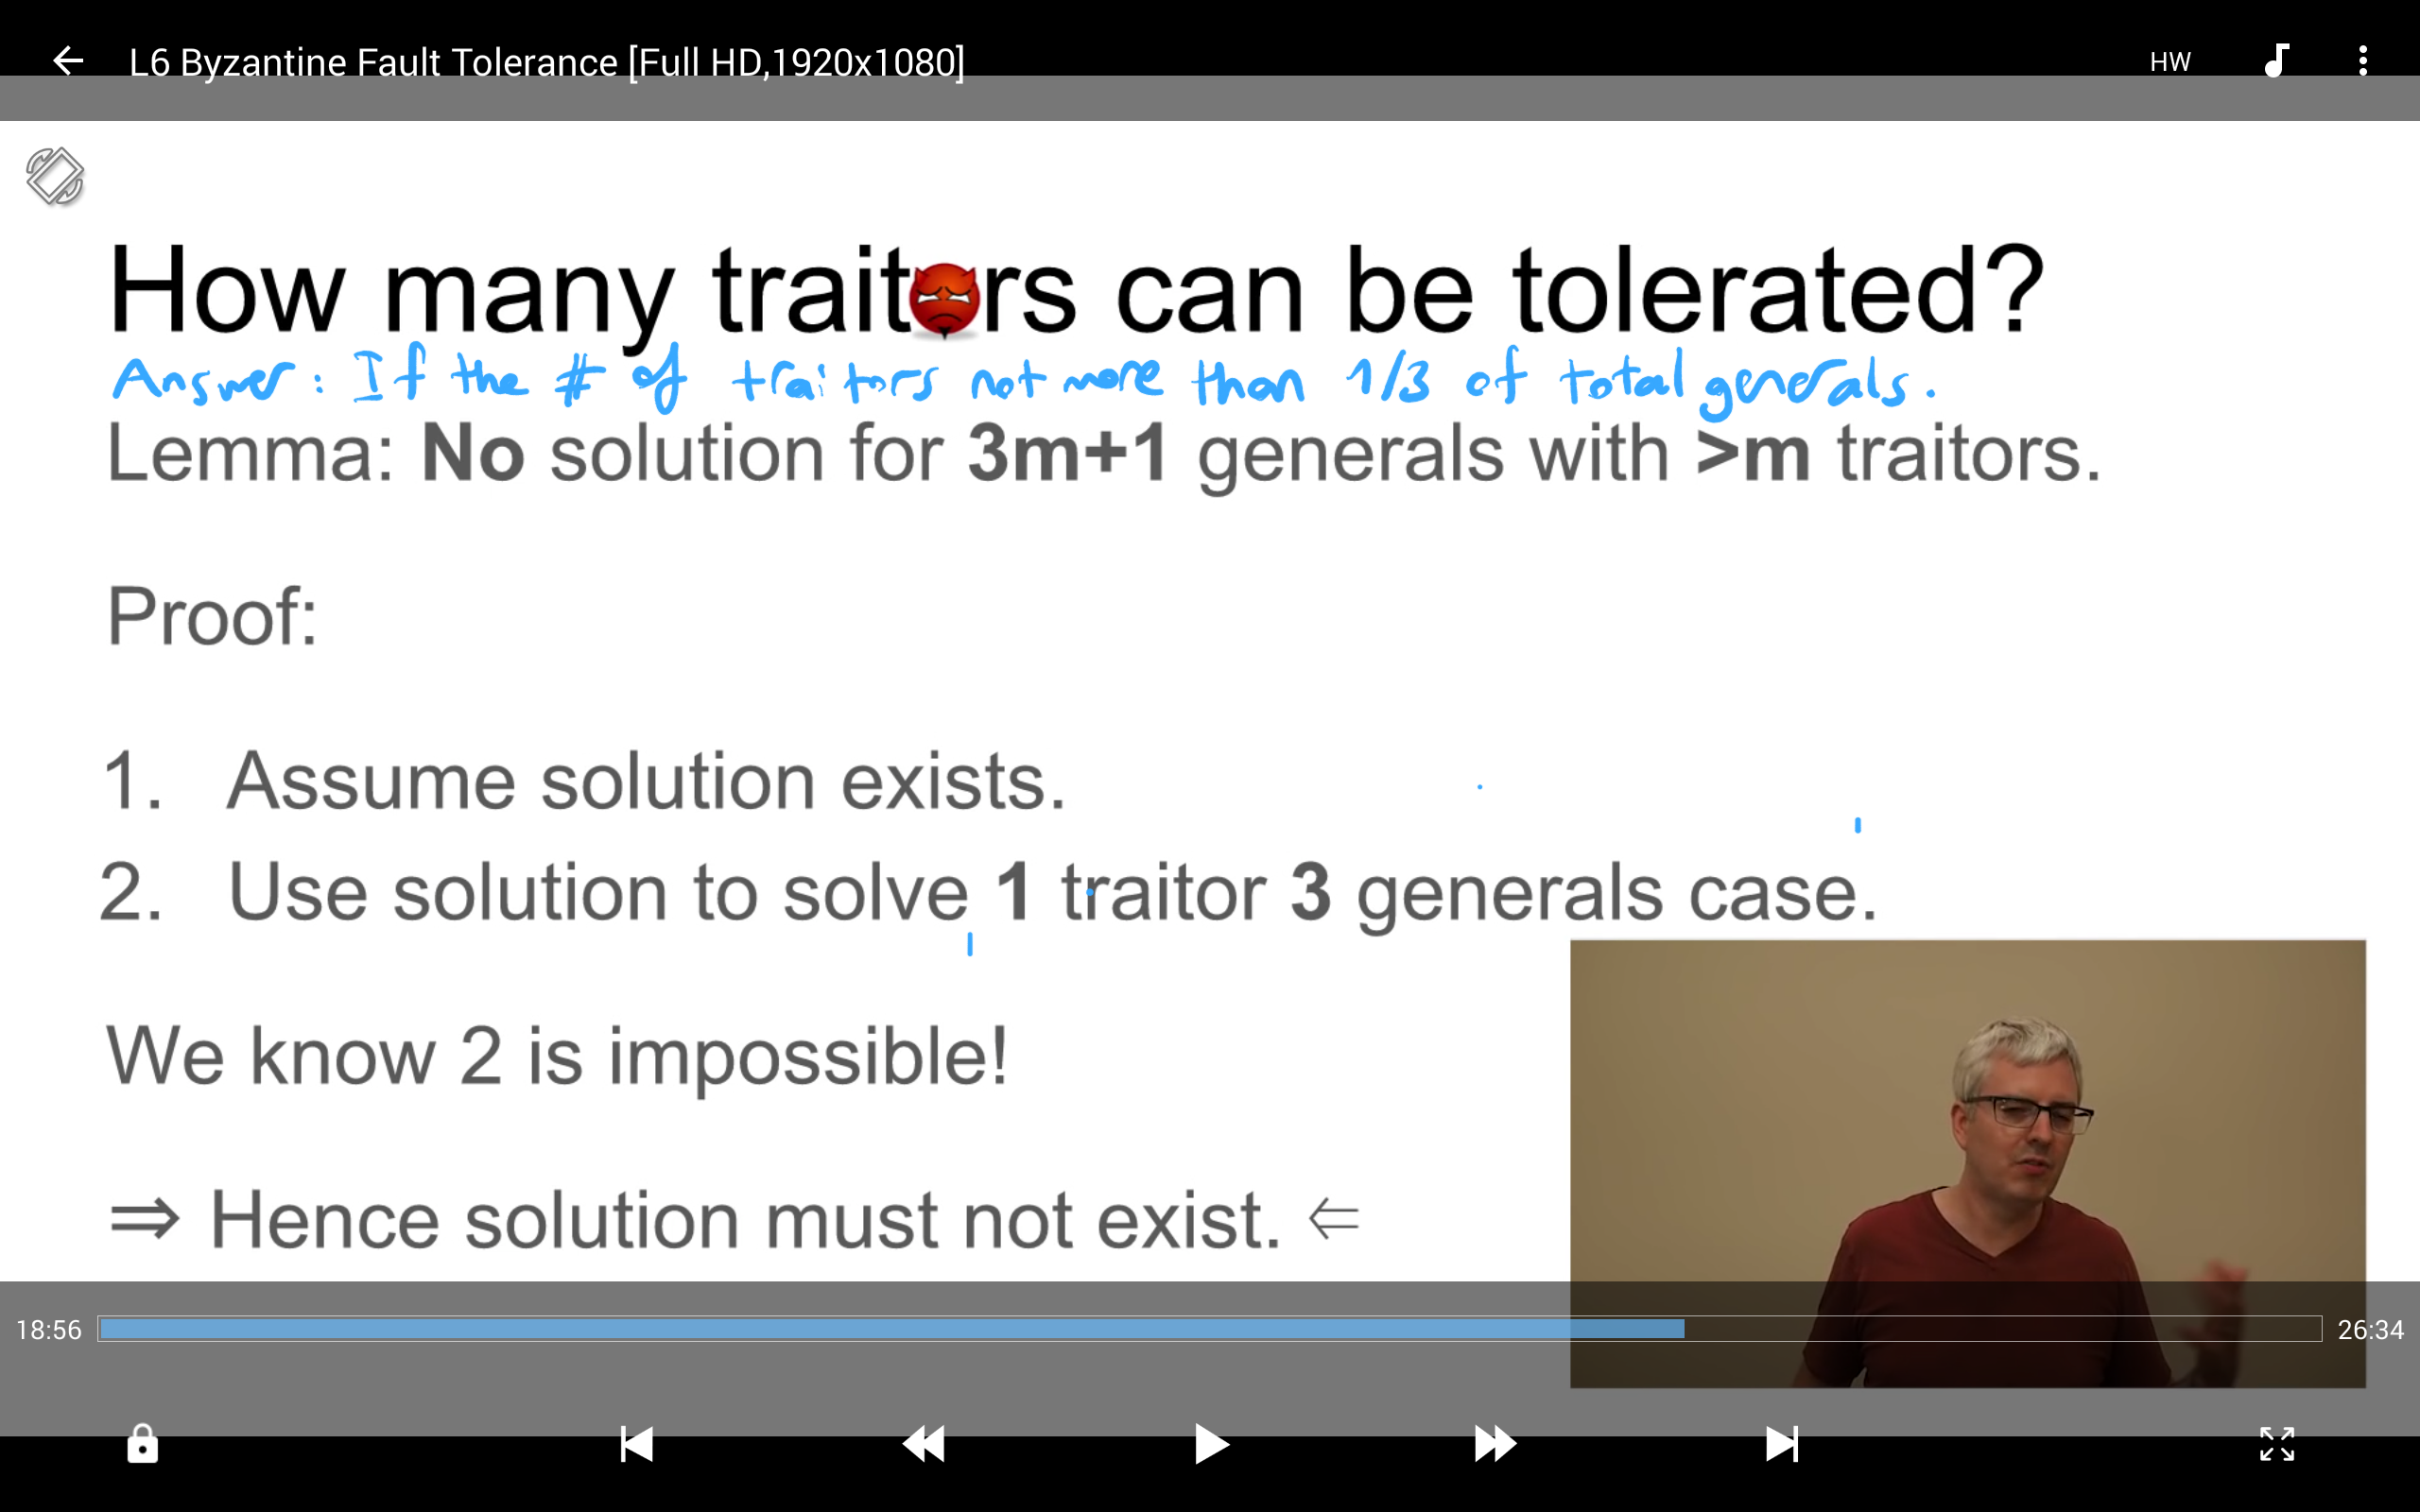 L6 Byzantine Fault Tolerance [Full HD,1920x1080]
HW
How many traitors can be tolerated?
Answer: If the # of traitors not more than 1/3 of total generals.
Lemma: No solution for 3m+1 generals with >m traitors.
Proof:
1. Assume solution exists.
2. Use solution to solve 1 traitor 3 generals case.
We know 2 is impossible!
⇒ Hence solution must not exist. ⇐
18:56
26:34